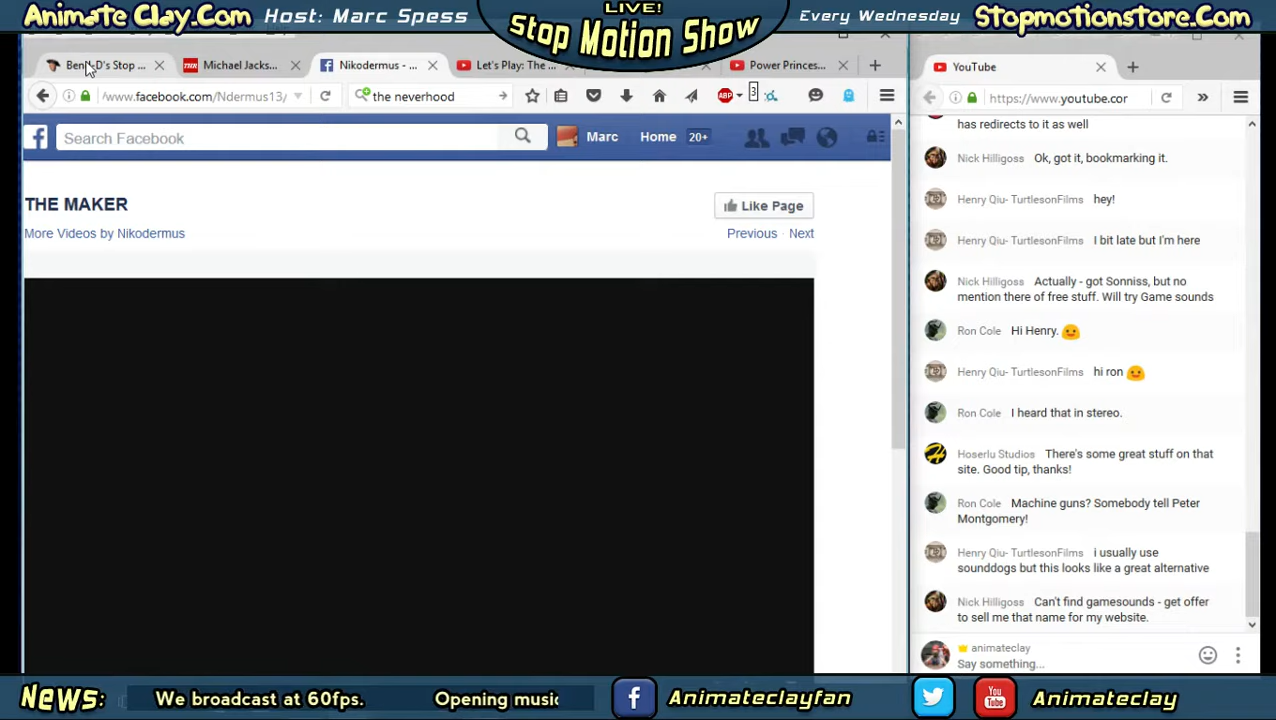 Animate Clay.Com
Host: Marc Spess
LIVE!
Stop Motion Show
Every Wednesday
Stopmotionstore.Com
Benj D's Stop ...
Michael Jacks...
Nikodermus - ...
Let's Play: The ...
Power Princes...
/www.facebook.com/Ndermus13/
the neverhood
ABP
3
Search Facebook
Marc
Home
20+
THE MAKER
Like Page
More Videos by Nikodermus
Previous · Next
YouTube
https://www.youtube.cor
has redirects to it as well
Nick Hilligoss Ok, got it, bookmarking it.
Henry Qiu- TurtlesonFilms hey!
Henry Qiu- TurtlesonFilms I bit late but I'm here
Nick Hilligoss Actually - got Sonniss, but no
mention there of free stuff. Will try Game sounds
Ron Cole Hi Henry.
Henry Qiu- TurtlesonFilms hi ron
Ron Cole I heard that in stereo.
Hoserlu Studios There's some great stuff on that
site. Good tip, thanks!
Ron Cole Machine guns? Somebody tell Peter
Montgomery!
Henry Qiu- TurtlesonFilms i usually use
sounddogs but this looks like a great alternative
Nick Hilligoss Can't find gamesounds - get offer
to sell me that name for my website.
animateclay
Say something...
News:
We broadcast at 60fps.
Opening music
Animateclayfan
You Tube
Animateclay